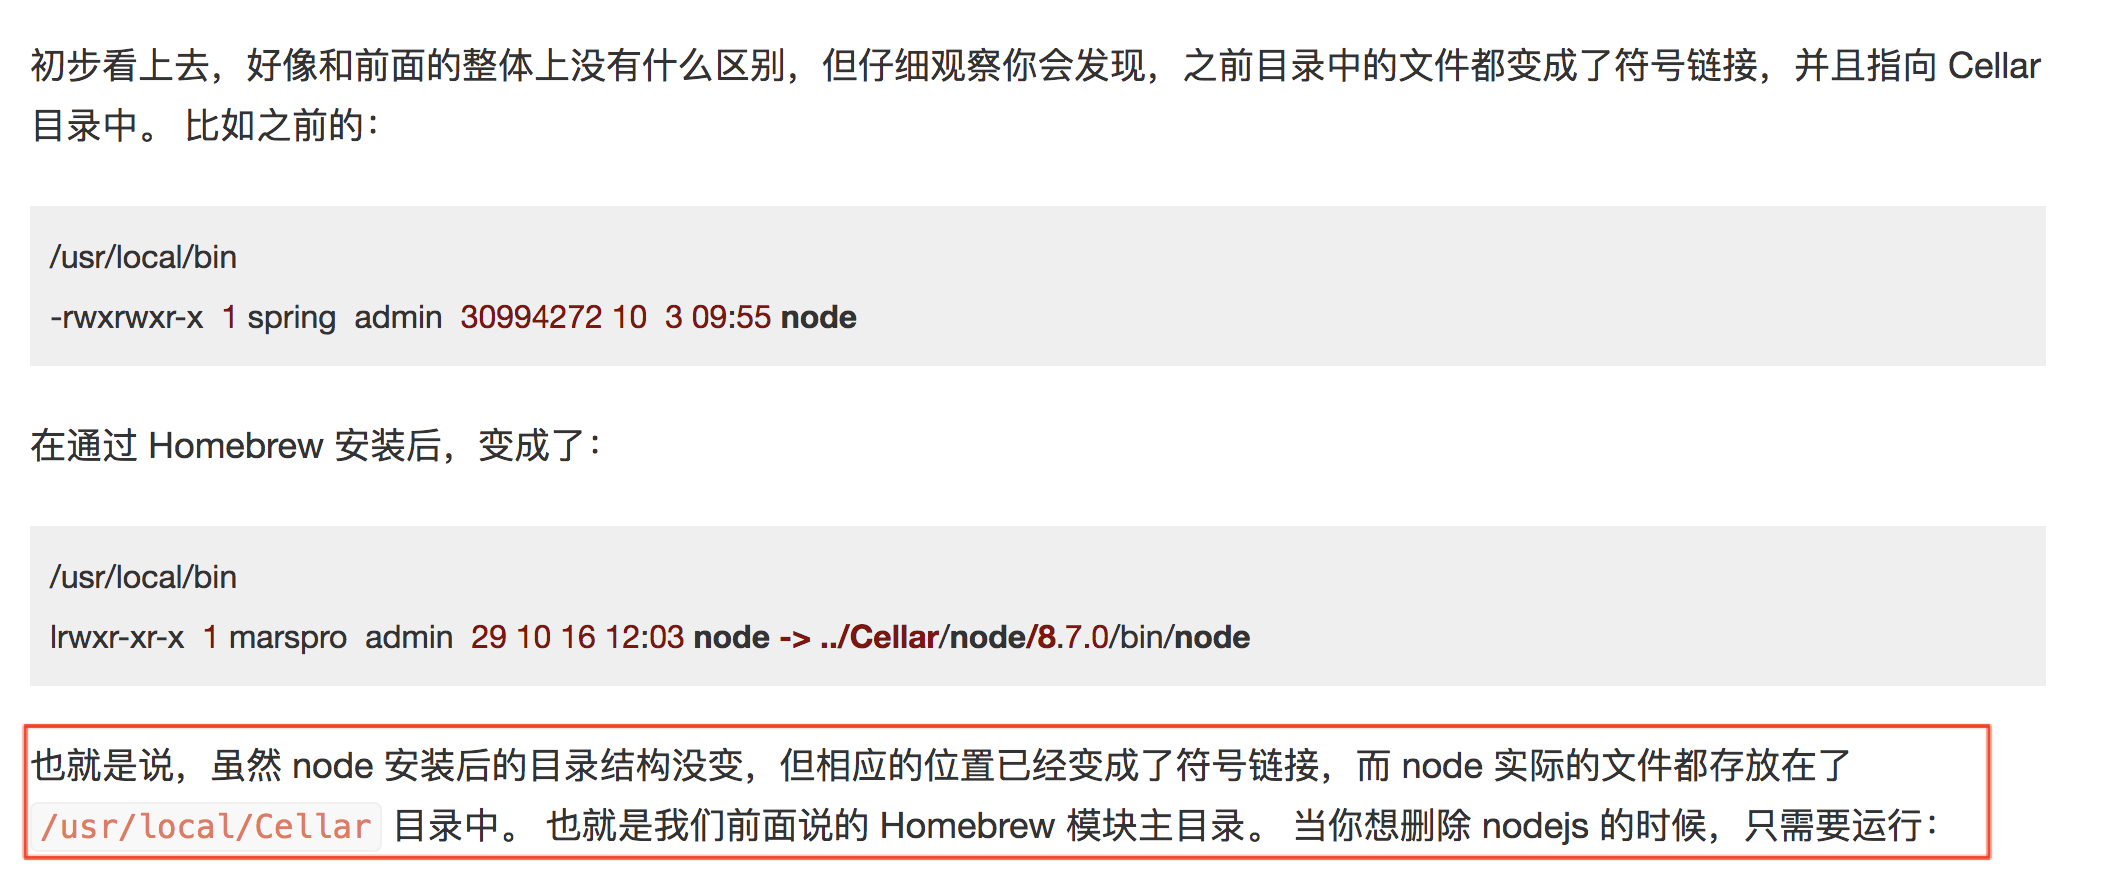 初步看上去，好像和前面的整体上没有什么区别，但仔细观察你会发现，之前目录中的文件都变成了符号链接，并且指向 Cellar
目录中。 比如之前的：
/usr/local/bin
-rwxrwxr-x  1 spring  admin  30994272 10  3 09:55 node
在通过 Homebrew 安装后，变成了：
/usr/local/bin
lrwxr-xr-x  1 marspro  admin  29 10 16 12:03 node -> ../Cellar/node/8.7.0/bin/node
也就是说，虽然 node 安装后的目录结构没变，但相应的位置已经变成了符号链接，而 node 实际的文件都存放在了
/usr/local/Cellar 目录中。 也就是我们前面说的 Homebrew 模块主目录。 当你想删除 nodejs 的时候，只需要运行：